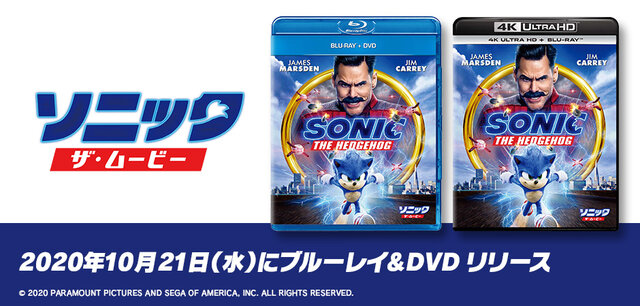 ソニック
ザ・ムービー
Blu-ray
BLU-RAY + DVD
JAMES MARSDEN
JIM CARREY
SONIC
THE HEDGEHOG
ソニック
ザ・ムービー
4K ULTRA HD
4K ULTRA HD + BLU-RAY
JAMES MARSDEN
JIM CARREY
SONIC
THE HEDGEHOG
ソニック
ザ・ムービー
2020年10月21日(水)にブルーレイ&DVD リリース
© 2020 PARAMOUNT PICTURES AND SEGA OF AMERICA, INC. ALL RIGHTS RESERVED.